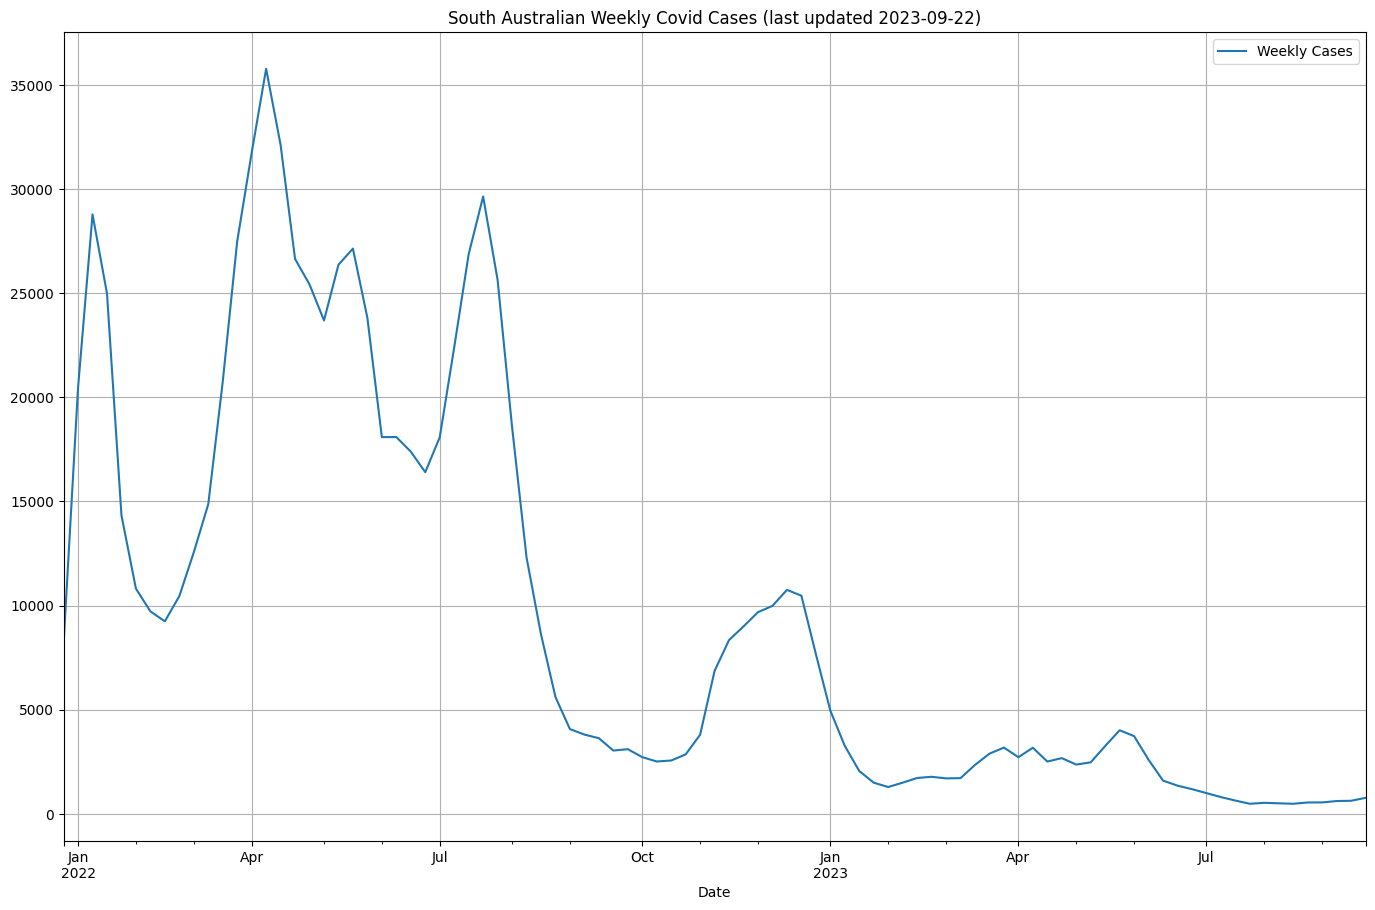 South Australian Weekly Covid Cases (last updated 2023-09-22)
Weekly Cases
35000
30000
25000
20000
15000
10000
5000
0
Jan Apr Jul Oct Jan Apr Jul
2022 2023
Date